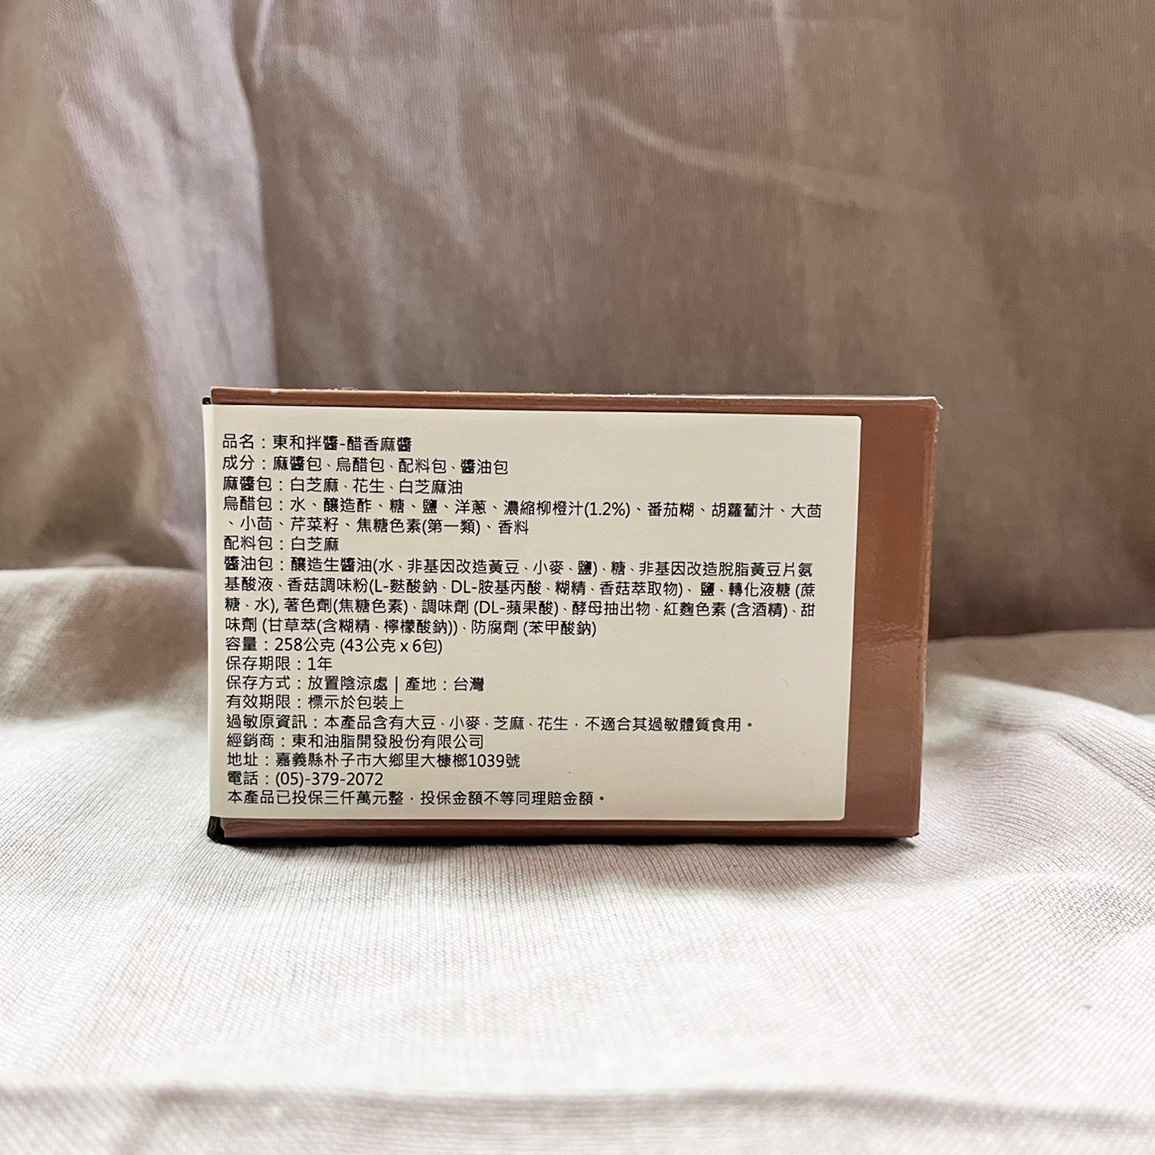 品名：東和拌醬-醋香麻醬
成分：麻醬包、烏醋包、配料包、醬油包
麻醬包：白芝麻、花生、白芝麻油
烏醋包：水、釀造酢、糖、鹽、洋蔥、濃縮柳橙汁(1.2%)、番茄糊、胡蘿蔔汁、大茴
、小茴、芹菜籽、焦糖色素(第一類)、香料
配料包：白芝麻
醬油包：釀造生醬油(水、非基因改造黃豆、小麥、鹽)、糖、非基因改造脫脂黃豆片氨
基酸液、香菇調味粉(L-麩酸鈉、DL-胺基丙酸、糊精、香菇萃取物)、 鹽、轉化液糖 (蔗
糖、水), 著色劑(焦糖色素)、調味劑 (DL-蘋果酸)、酵母抽出物、紅麴色素 (含酒精)、甜
味劑 (甘草萃(含糊精、檸檬酸鈉))、防腐劑 (苯甲酸鈉)
容量：258公克 (43公克 x 6包)
保存期限：1年
保存方式：放置陰涼處 | 產地：台灣
有效期限：標示於包裝上
過敏原資訊：本產品含有大豆、小麥、芝麻、花生，不適合其過敏體質食用。
經銷商：東和油脂開發股份有限公司
地址：嘉義縣朴子市大鄉里大槺榔1039號
電話：(05)-379-2072
本產品已投保三仟萬元整，投保金額不等同理賠金額。